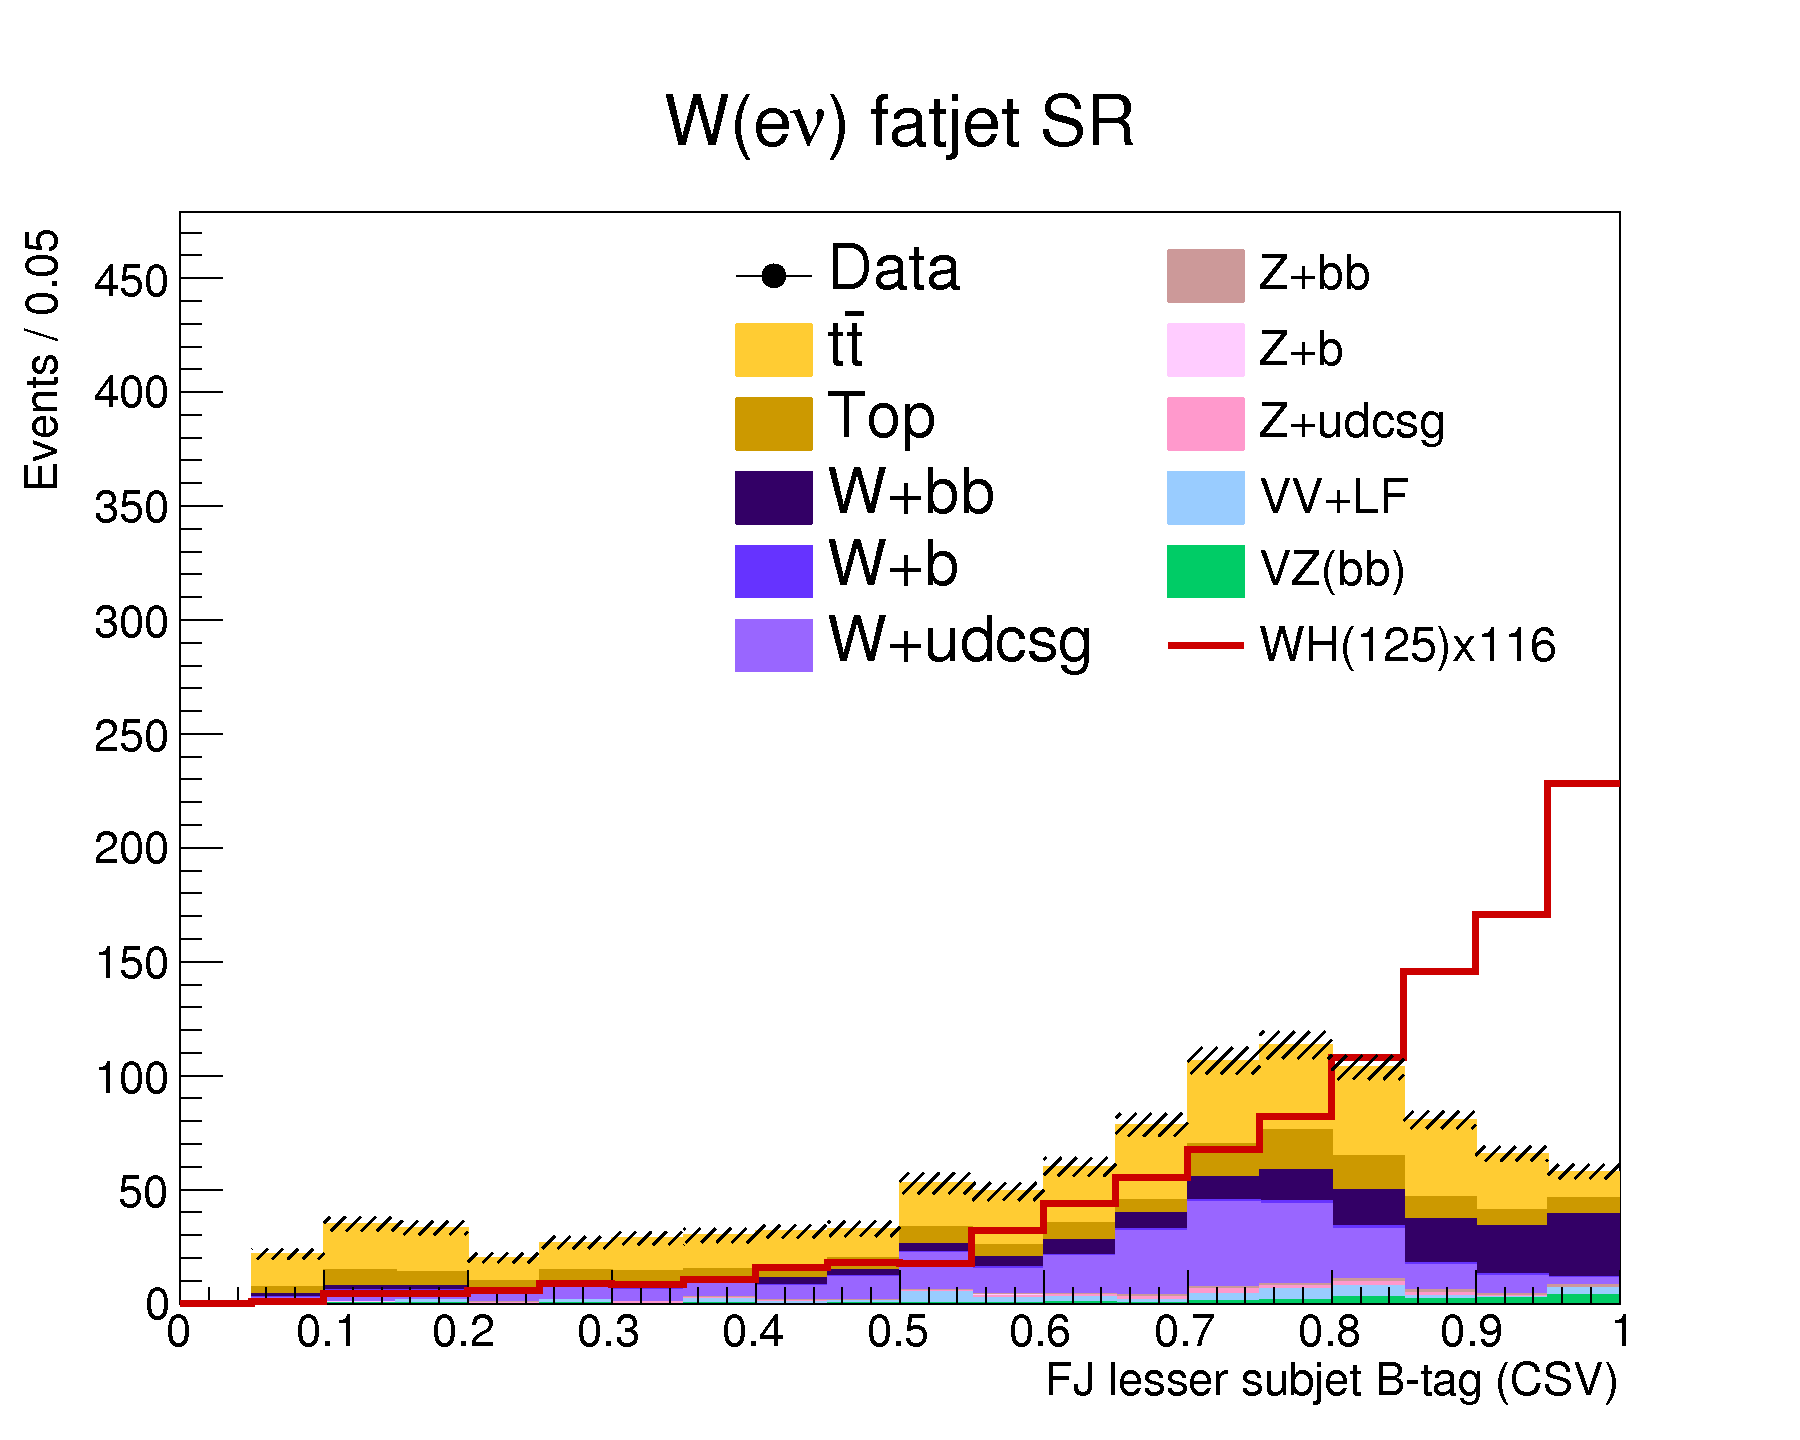 W(eν) fatjet SR
Events / 0.05
450
400
350
300
250
200
150
100
50
0
Data
tt̄
Top
W+bb
W+b
W+udcsg
Z+bb
Z+b
Z+udcsg
VV+LF
VZ(bb)
WH(125)x116
0 0.1 0.2 0.3 0.4 0.5 0.6 0.7 0.8 0.9 1
FJ lesser subjet B-tag (CSV)